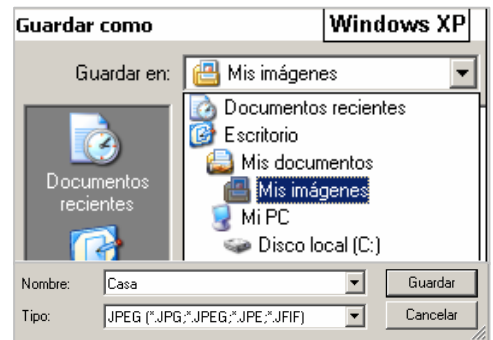 Guardar como
Windows XP
Guardar en: Mis imágenes
Documentos recientes
Escritorio
Mis documentos
Mis imágenes
Mi PC
Disco local (C:)
Documentos
recientes
Nombre: Casa Guardar
Tipo: JPEG (*.JPG;*.JPEG;*.JPE;*.JFIF) Cancelar